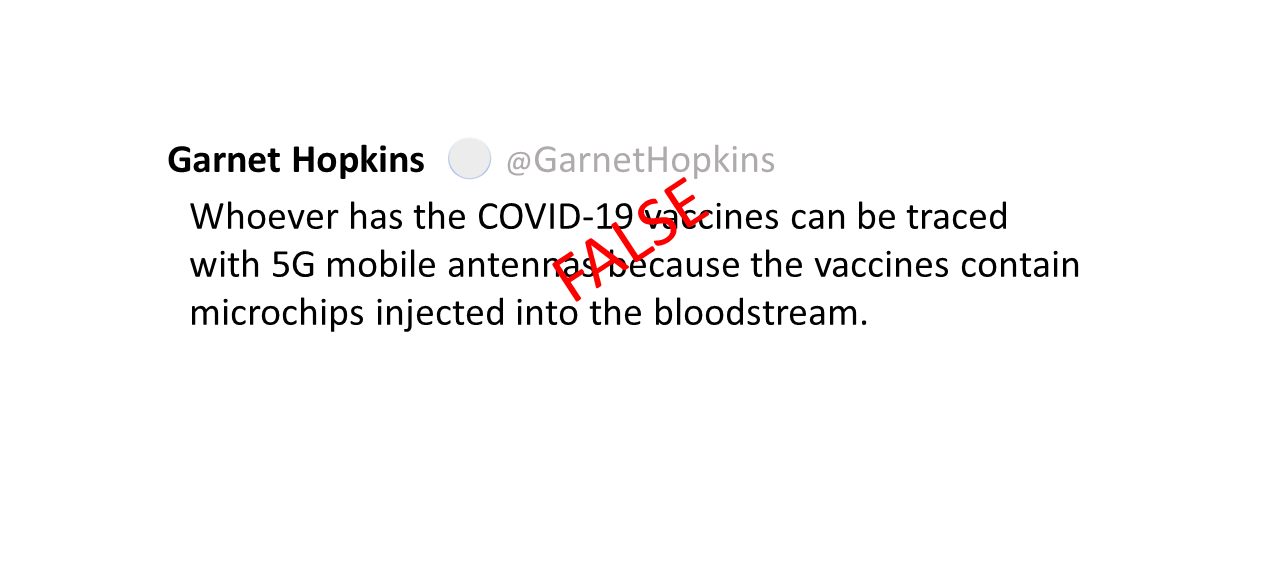 Garnet Hopkins @GarnetHopkins
Whoever has the COVID-19 vaccines can be traced
with 5G mobile antennas because the vaccines contain
microchips injected into the bloodstream.
FALSE